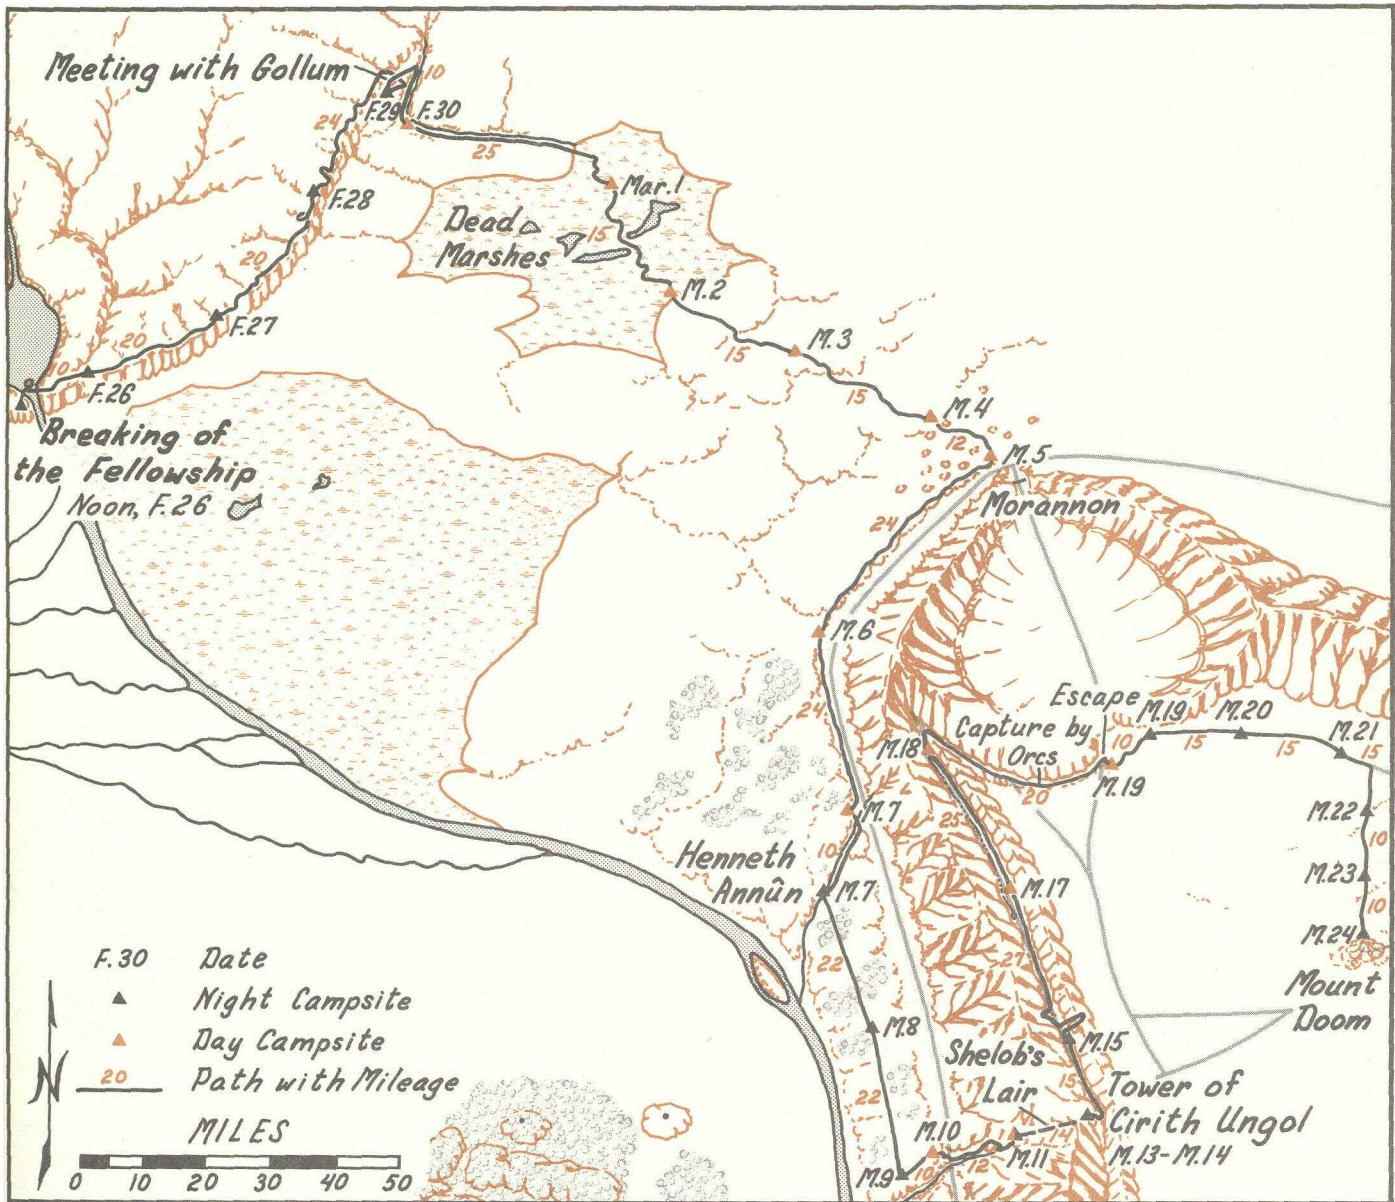 Meeting with Gollum
10
F.29
F.30
24
25
F.28
Mar.1
Dead
Marshes
15
20
M.2
F.27
20
15
M.3
10
F.26
15
M.4
12
M.5
Breaking of
the Fellowship
Noon, F.26
Morannon
24
M.6
24
Escape
M.19
M.20
Capture by
Orcs
M.18
10
15
15
M.21
15
M.19
20
M.7
25
M.22
10
10
Henneth
Annûn
M.7
M.17
M.23
10
M.24
22
27
Mount
Doom
M.8
M.15
Shelob's
Lair
15
Tower of
Cirith Ungol
M.13-M.14
22
M.10
14
M.11
M.9
10
12
F.30 Date
Night Campsite
Day Campsite
20 Path with Mileage
N
MILES
0 10 20 30 40 50